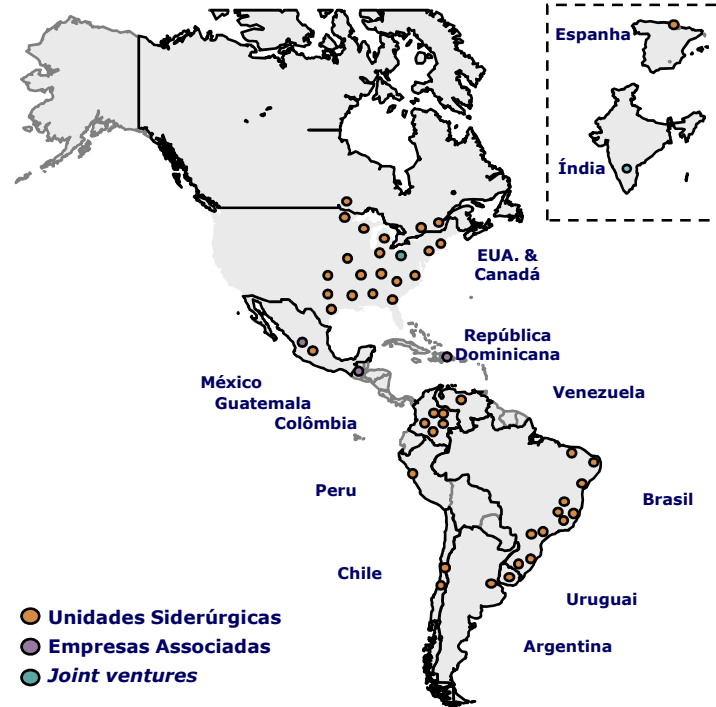 Espanha
Índia
EUA. &
Canadá
República
Dominicana
México
Guatemala
Colômbia
Venezuela
Peru
Brasil
Chile
Uruguai
Argentina
Unidades Siderúrgicas
Empresas Associadas
Joint ventures